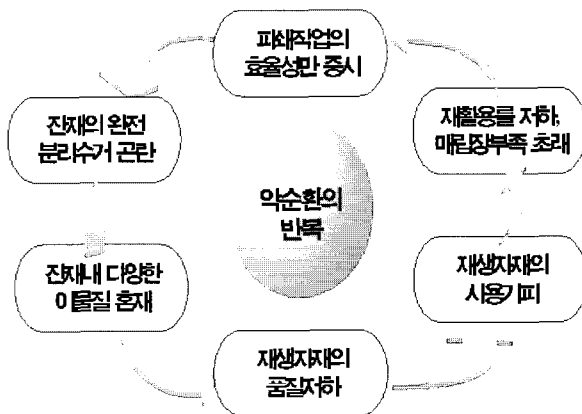 파쇄작업의
효율성만 중시
잔재의 완전
분리수거 곤란
재활용률 저하,
매립장부족 초래
악순환의
반복
잔재내 다양한
이물질 혼재
재생자재의
사용기피
재생자재의
품질저하